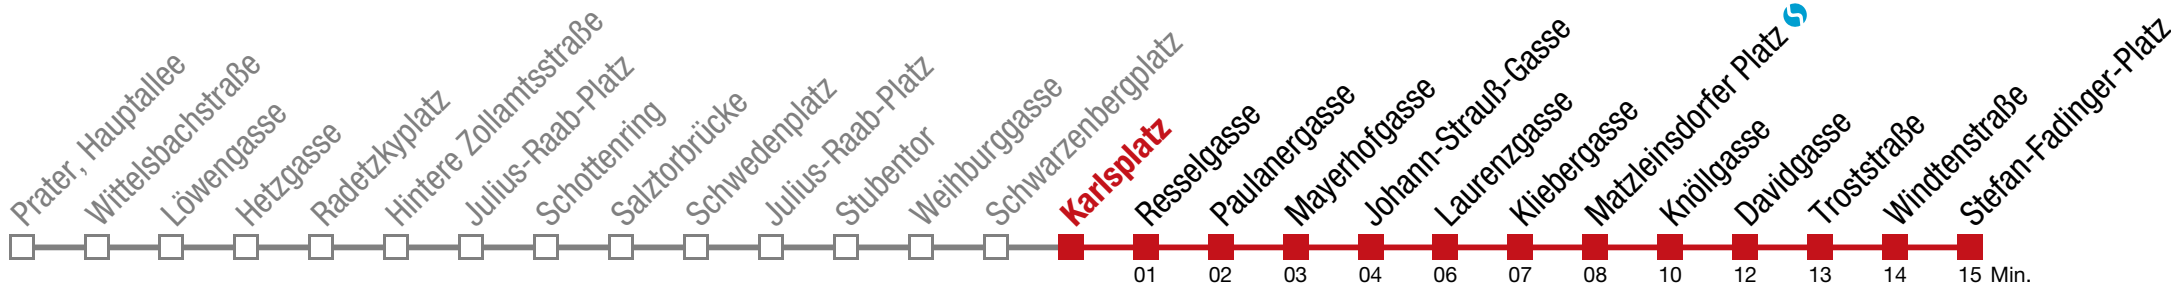 Prater, Hauptallee
Wittelsbachstraße
Löwengasse
Hetzgasse
Radetzkyplatz
Hintere Zollamtsstraße
Julius-Raab-Platz
Schottenring
Salztorbrücke
Schwedenplatz
Julius-Raab-Platz
Stubentor
Weihburggasse
Schwarzenbergplatz
Karlsplatz
Resselgasse
Paulanergasse
Mayerhofgasse
Johann-Strauß-Gasse
Laurenzgasse
Kliebergasse
Matzleinsdorfer Platz
Knöllgasse
Davidgasse
Troststraße
Windtenstraße
Stefan-Fadinger-Platz
01 02 03 04 06 07 08 10 12 13 14 15 Min.